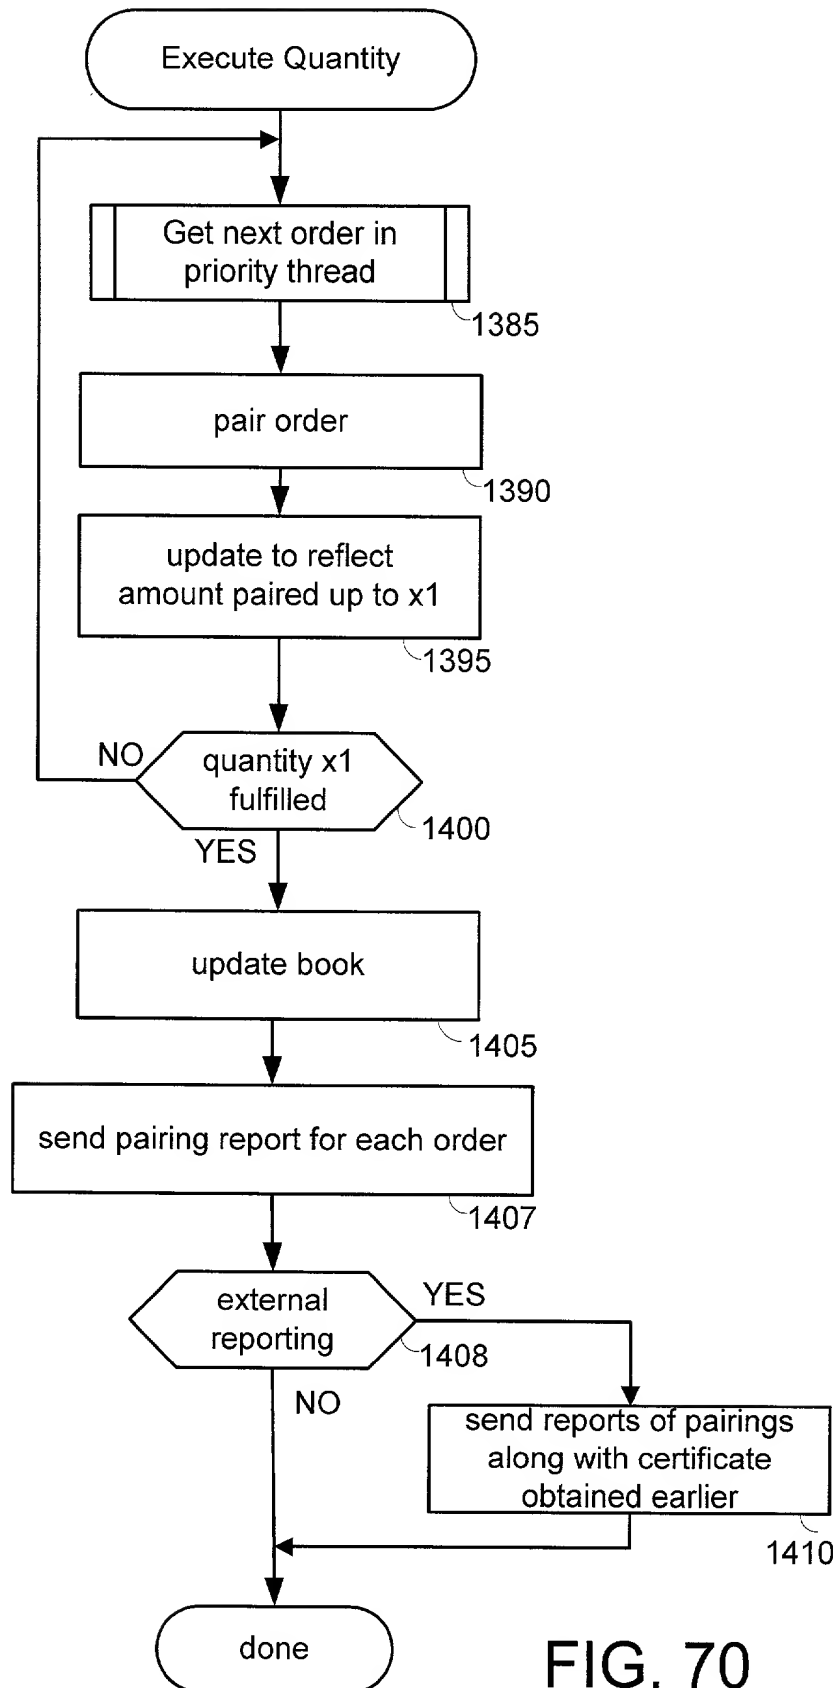 Execute Quantity
Get next order in
priority thread
1385
pair order
1390
update to reflect
amount paired up to x1
1395
NO
quantity x1
fulfilled
1400
YES
update book
1405
send pairing report for each order
1407
external
reporting
YES
1408
NO
send reports of pairings
along with certificate
obtained earlier
1410
done
FIG. 70